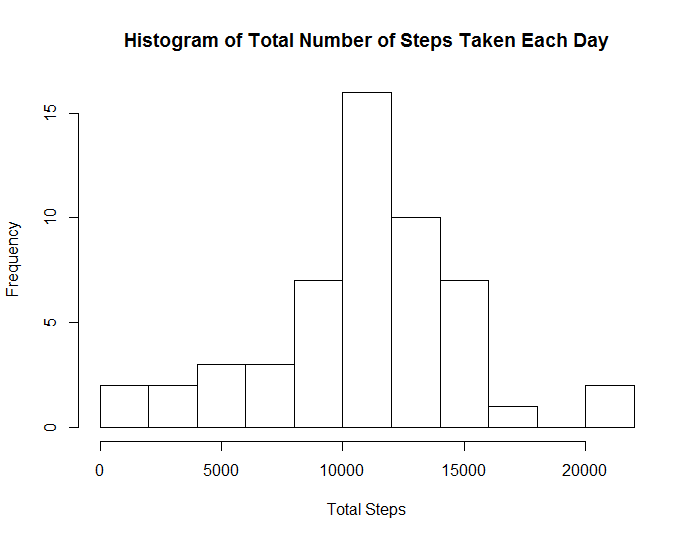 Histogram of Total Number of Steps Taken Each Day
Frequency
15
10
5
0
0 5000 10000 15000 20000
Total Steps